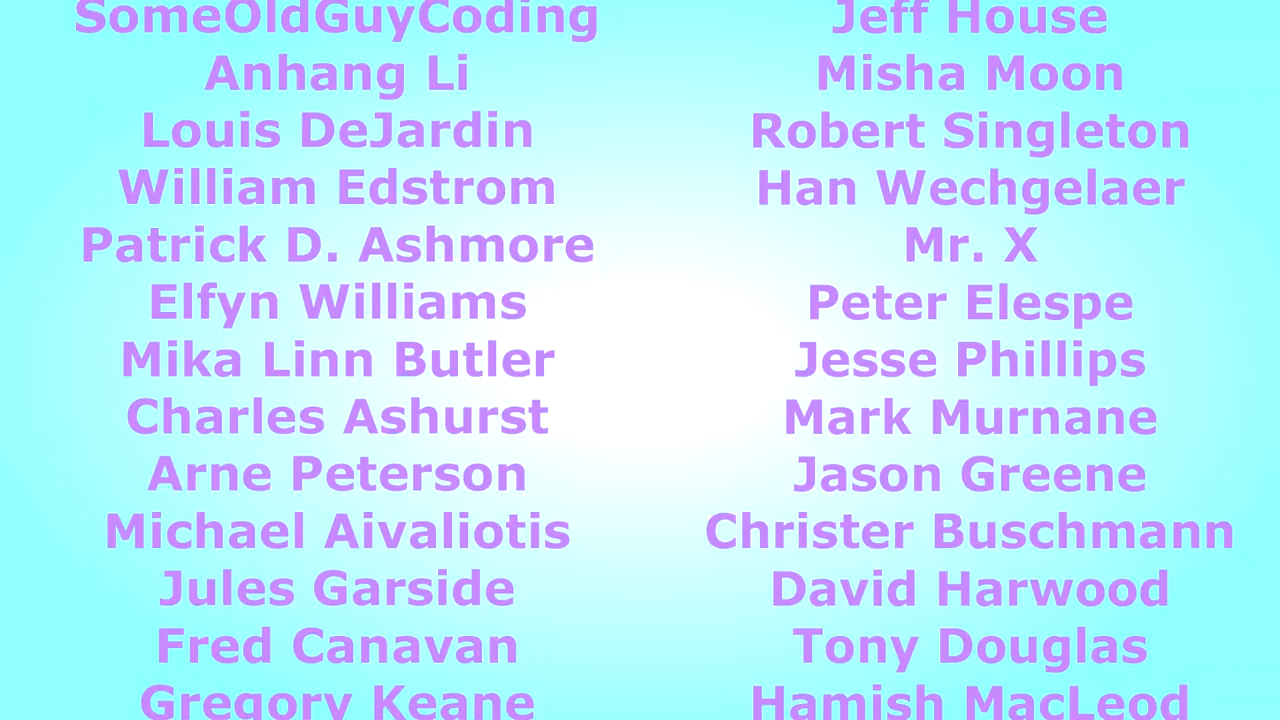 SomeOldGuyCoding
Anhang Li
Louis DeJardin
William Edstrom
Patrick D. Ashmore
Elfyn Williams
Mika Linn Butler
Charles Ashurst
Arne Peterson
Michael Aivaliotis
Jules Garside
Fred Canavan
Gregory Keane
Jeff House
Misha Moon
Robert Singleton
Han Wechgelaer
Mr. X
Peter Elespe
Jesse Phillips
Mark Murnane
Jason Greene
Christer Buschmann
David Harwood
Tony Douglas
Hamish MacLeod